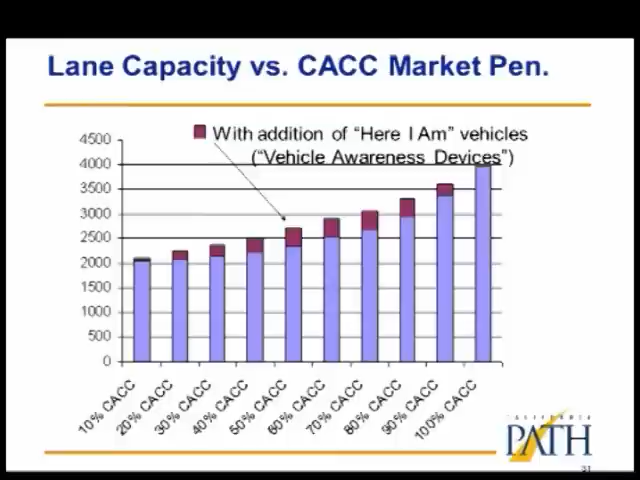 Lane Capacity vs. CACC Market Pen.
With addition of “Here I Am” vehicles
(“Vehicle Awareness Devices”)
4500
4000
3500
3000
2500
2000
1500
1000
500
0
10% CACC
20% CACC
30% CACC
40% CACC
50% CACC
60% CACC
70% CACC
80% CACC
90% CACC
100% CACC
CALIFORNIA
PATH
31